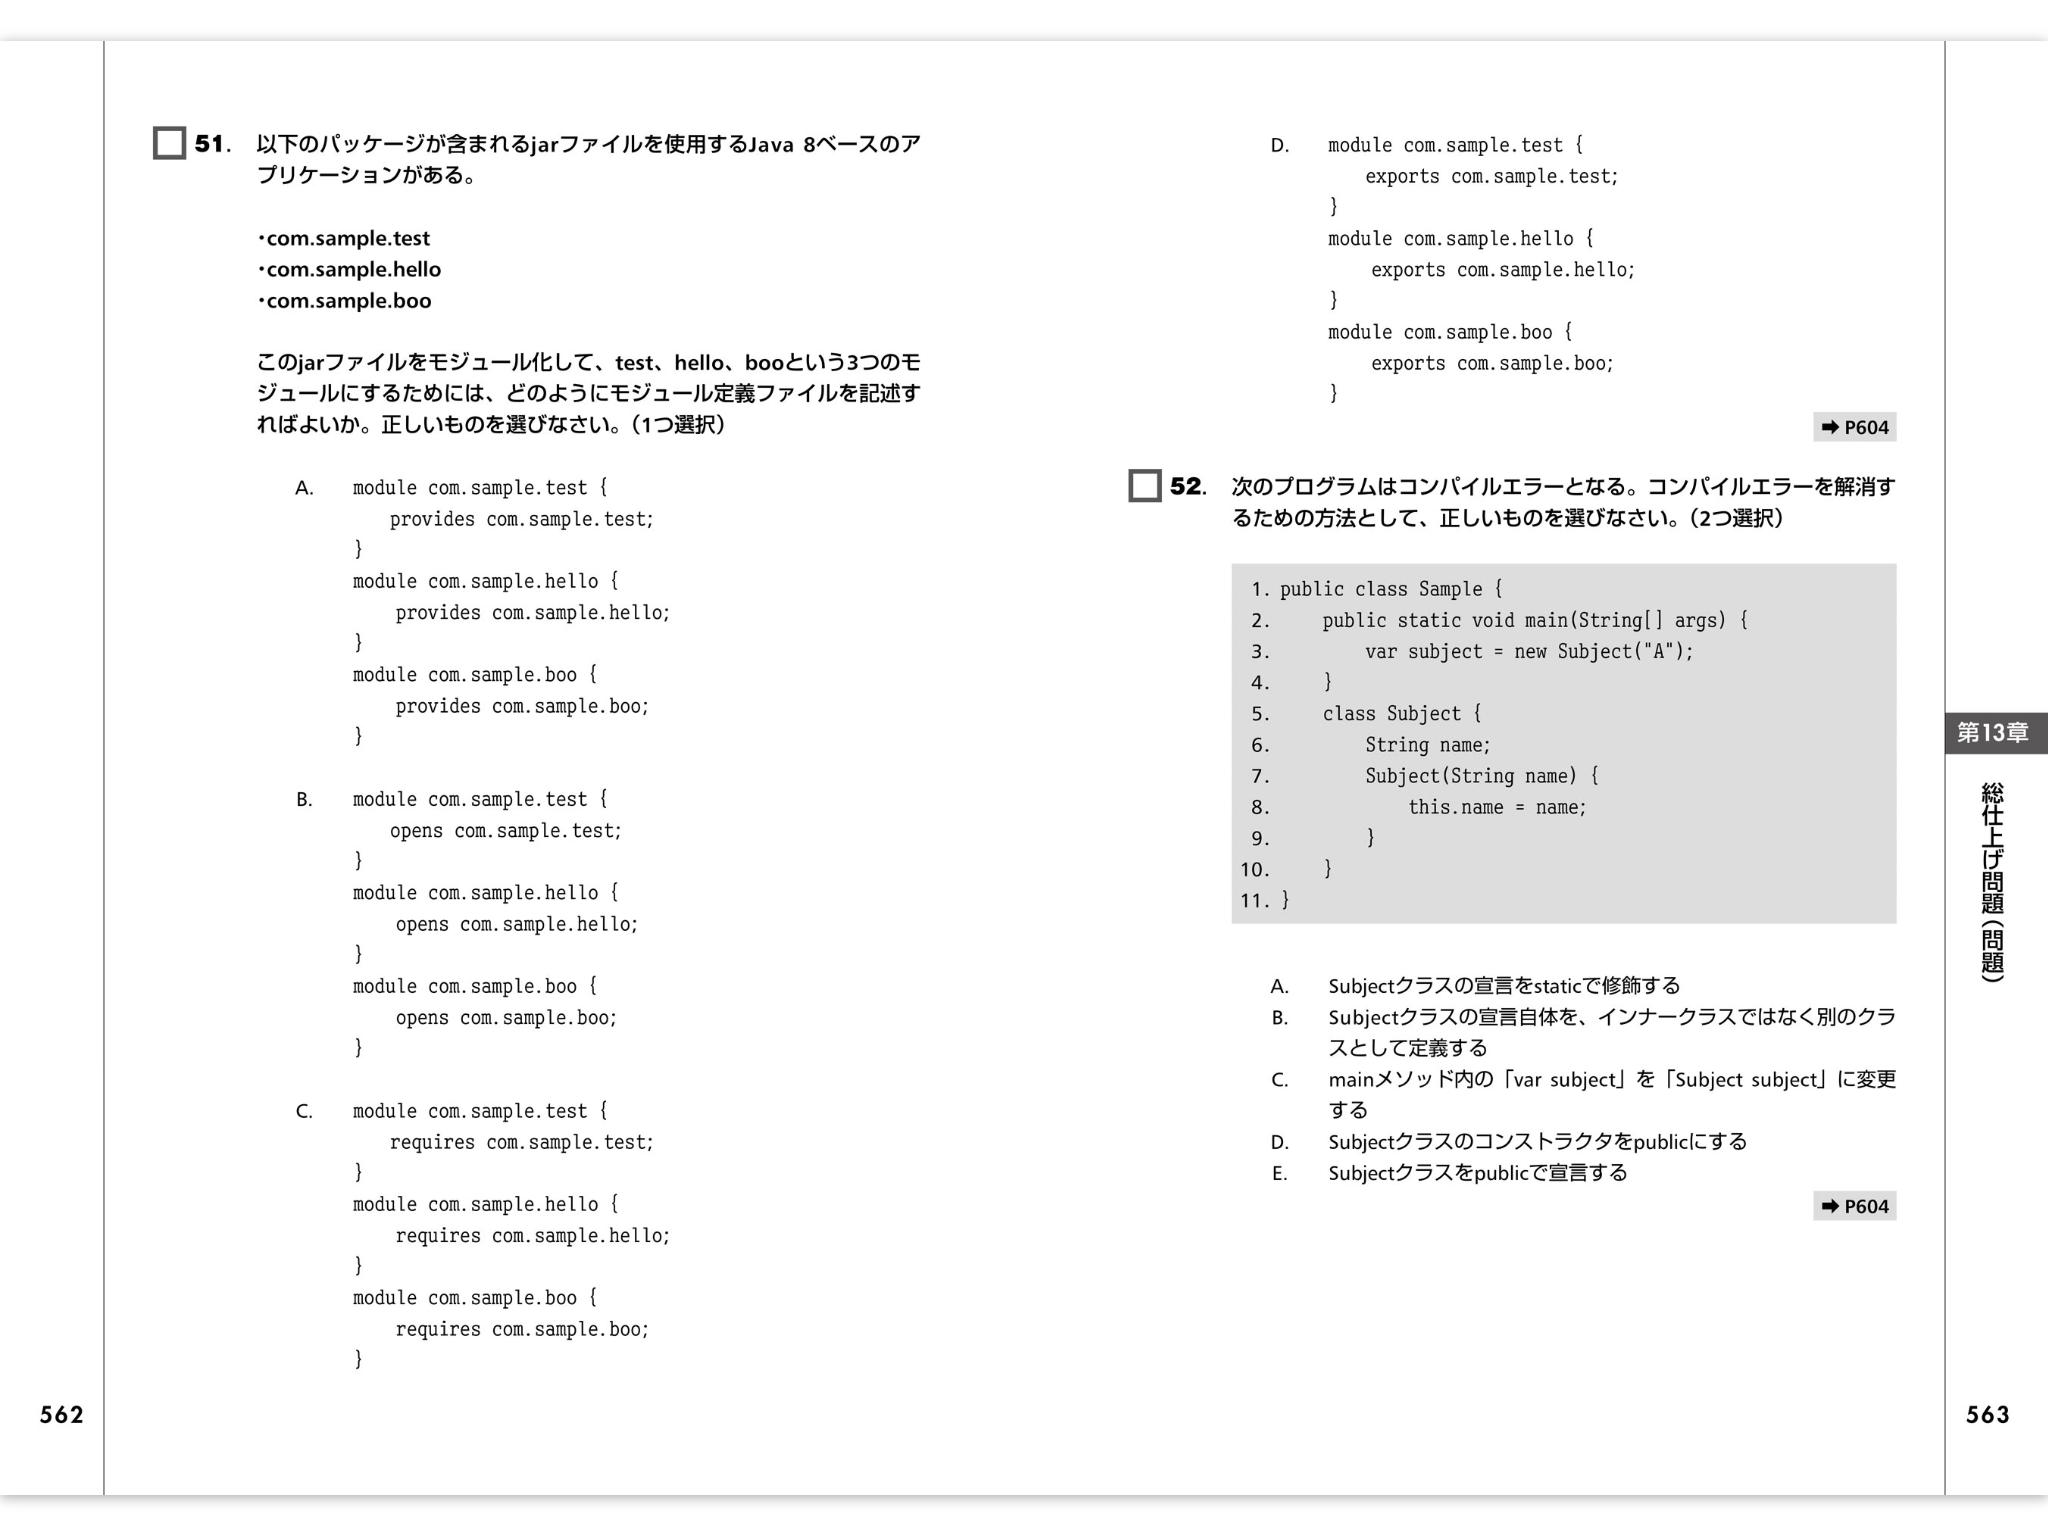 51. 以下のパッケージが含まれるjarファイルを使用するJava 8ベースのア
プリケーションがある。
・com.sample.test
・com.sample.hello
・com.sample.boo
このjarファイルをモジュール化して、test、hello、booという3つのモ
ジュールにするためには、どのようにモジュール定義ファイルを記述す
ればよいか。正しいものを選びなさい。（1つ選択）
A. module com.sample.test {
provides com.sample.test;
}
module com.sample.hello {
provides com.sample.hello;
}
module com.sample.boo {
provides com.sample.boo;
}
B. module com.sample.test {
opens com.sample.test;
}
module com.sample.hello {
opens com.sample.hello;
}
module com.sample.boo {
opens com.sample.boo;
}
C. module com.sample.test {
requires com.sample.test;
}
module com.sample.hello {
requires com.sample.hello;
}
module com.sample.boo {
requires com.sample.boo;
}
562
D. module com.sample.test {
exports com.sample.test;
}
module com.sample.hello {
exports com.sample.hello;
}
module com.sample.boo {
exports com.sample.boo;
}
➡ P604
52. 次のプログラムはコンパイルエラーとなる。コンパイルエラーを解消す
るための方法として、正しいものを選びなさい。（2つ選択）
1. public class Sample {
2. public static void main(String[] args) {
3. var subject = new Subject("A");
4. }
5. class Subject {
6. String name;
7. Subject(String name) {
8. this.name = name;
9. }
10. }
11. }
A. Subjectクラスの宣言をstaticで修飾する
B. Subjectクラスの宣言自体を、インナークラスではなく別のクラ
スとして定義する
C. mainメソッド内の「var subject」を「Subject subject」に変更
する
D. Subjectクラスのコンストラクタをpublicにする
E. Subjectクラスをpublicで宣言する
➡ P604
第13章
総仕上げ問題（問題）
563